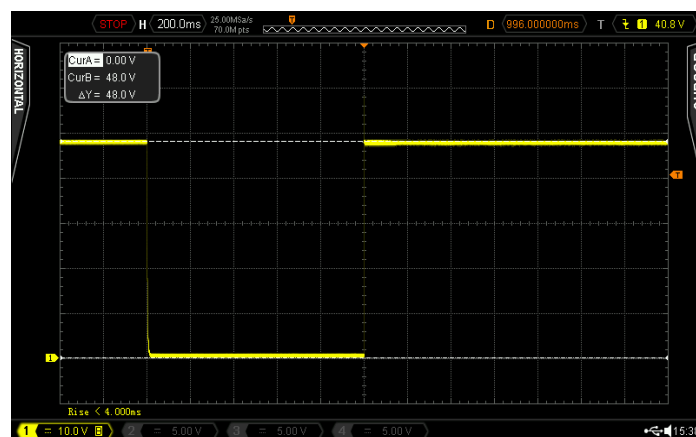 STOP H 200.0ms 25.00MSa/s 70.0M pts D 996.000000ms T 1 40.8 V
HORIZONTAL
CurA = 0.00 V
CurB = 48.0 V
ΔY = 48.0 V
T
1
Rise < 4.000ms
1 = 10.0 V B 2 = 5.00 V 3 = 5.00 V 4 = 5.00 V 15:3